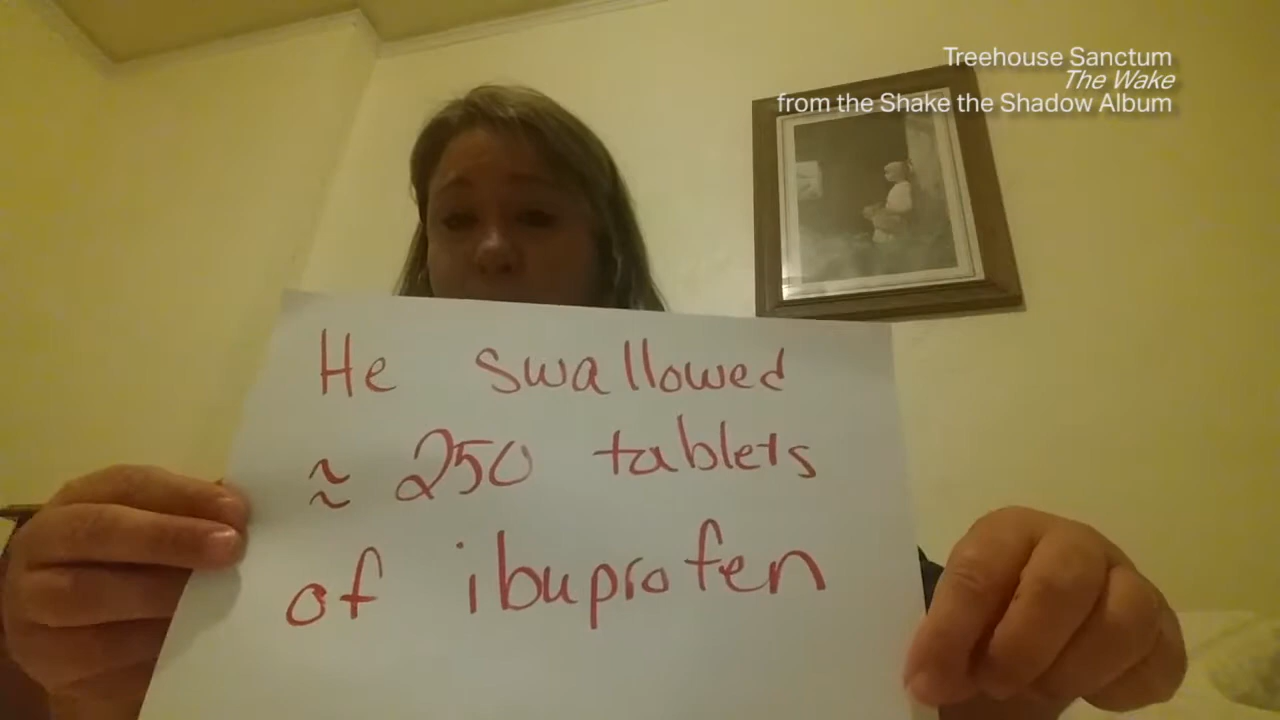 Treehouse Sanctum
The Wake
from the Shake the Shadow Album
He swallowed
≈ 250 tablets
of ibuprofen